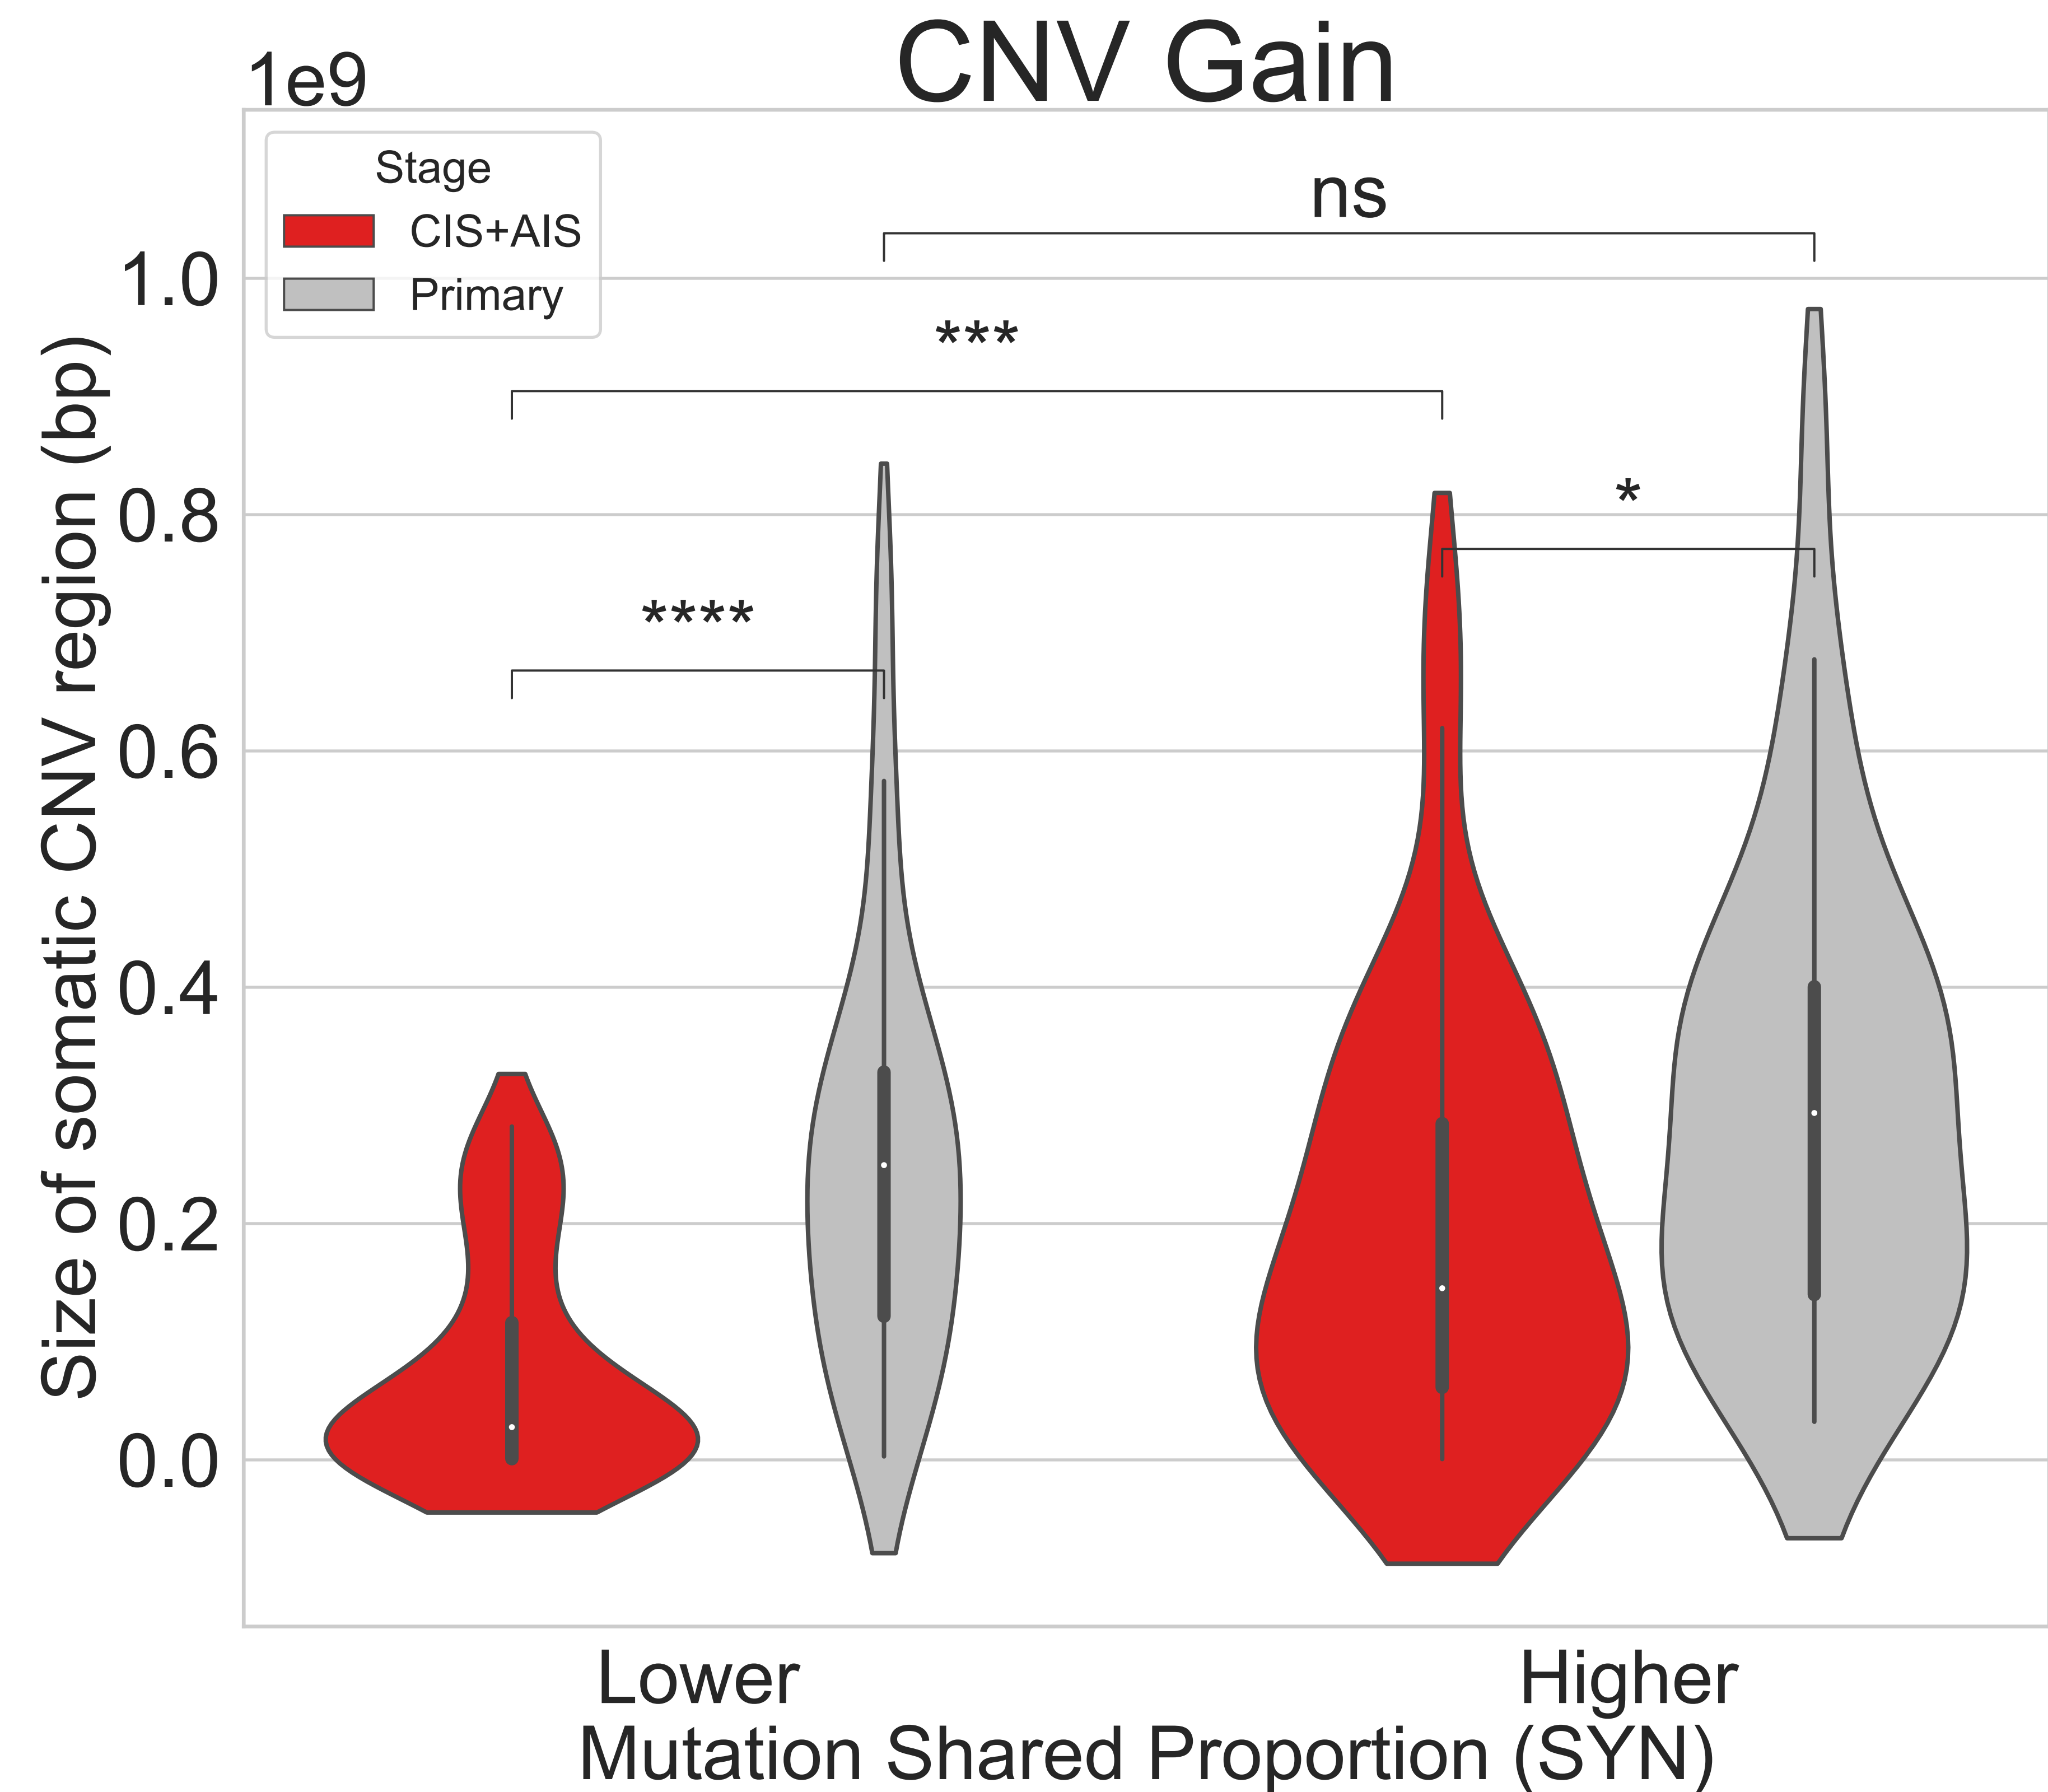 CNV Gain
1e9
Stage
CIS+AIS
Primary
ns
1.0
***
0.8
*
****
0.6
0.4
0.2
0.0
Size of somatic CNV region (bp)
Lower
Higher
Mutation Shared Proportion (SYN)